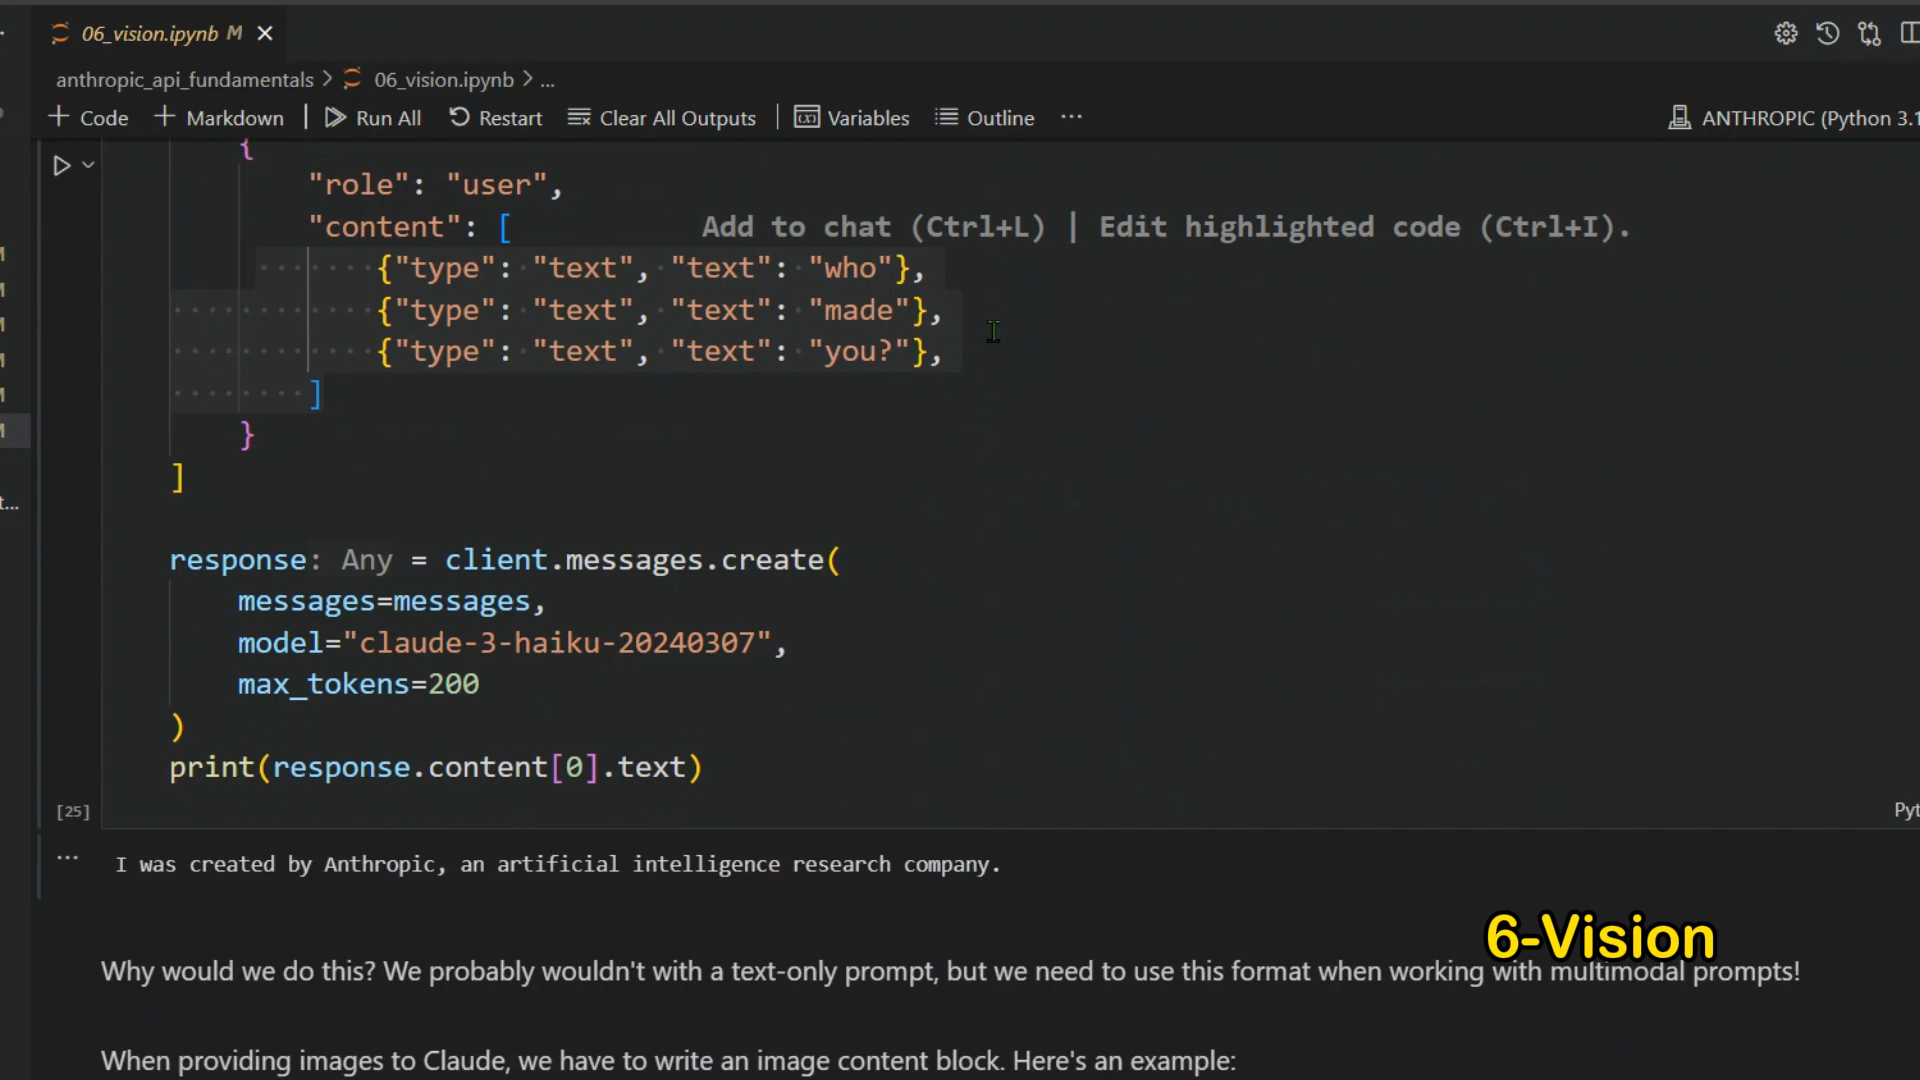 06_vision.ipynb M
anthropic_api_fundamentals > 06_vision.ipynb > ...
+ Code + Markdown | Run All Restart Clear All Outputs | Variables Outline ...
ANTHROPIC (Python 3.1
{
"role": "user",
"content": [ Add to chat (Ctrl+L) | Edit highlighted code (Ctrl+I).
{"type": "text", "text": "who"},
{"type": "text", "text": "made"},
{"type": "text", "text": "you?"},
]
}
]
response: Any = client.messages.create(
messages=messages,
model="claude-3-haiku-20240307",
max_tokens=200
)
print(response.content[0].text)
[25]
Pyt
... I was created by Anthropic, an artificial intelligence research company.
6-Vision
Why would we do this? We probably wouldn't with a text-only prompt, but we need to use this format when working with multimodal prompts!
When providing images to Claude, we have to write an image content block. Here's an example: